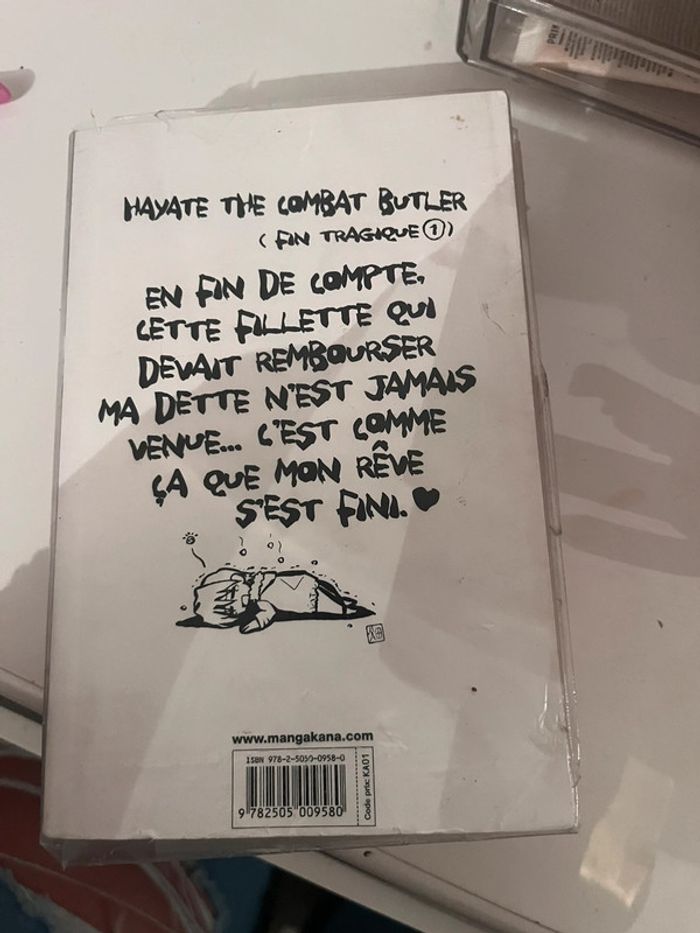 HAYATE THE COMBAT BUTLER
( FIN TRAGIQUE ①)
EN FIN DE COMPTE,
CETTE FILLETTE QUI
DEVAIT REMBOURSER
MA DETTE N'EST JAMAIS
VENUE... C'EST COMME
ÇA QUE MON RÊVE
S'EST FINI.♥
www.mangakana.com
ISBN 978-2-5050-0958-0
9 782505 009580
Code prix: KA01